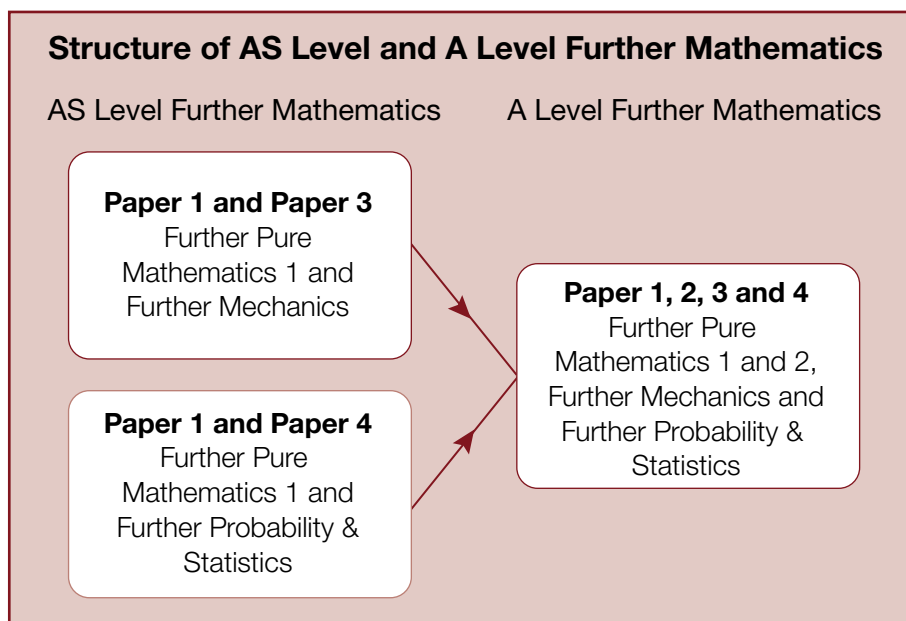 Structure of AS Level and A Level Further Mathematics
AS Level Further Mathematics
A Level Further Mathematics
Paper 1 and Paper 3
Further Pure
Mathematics 1 and
Further Mechanics
Paper 1 and Paper 4
Further Pure
Mathematics 1 and
Further Probability &
Statistics
Paper 1, 2, 3 and 4
Further Pure
Mathematics 1 and 2,
Further Mechanics and
Further Probability &
Statistics